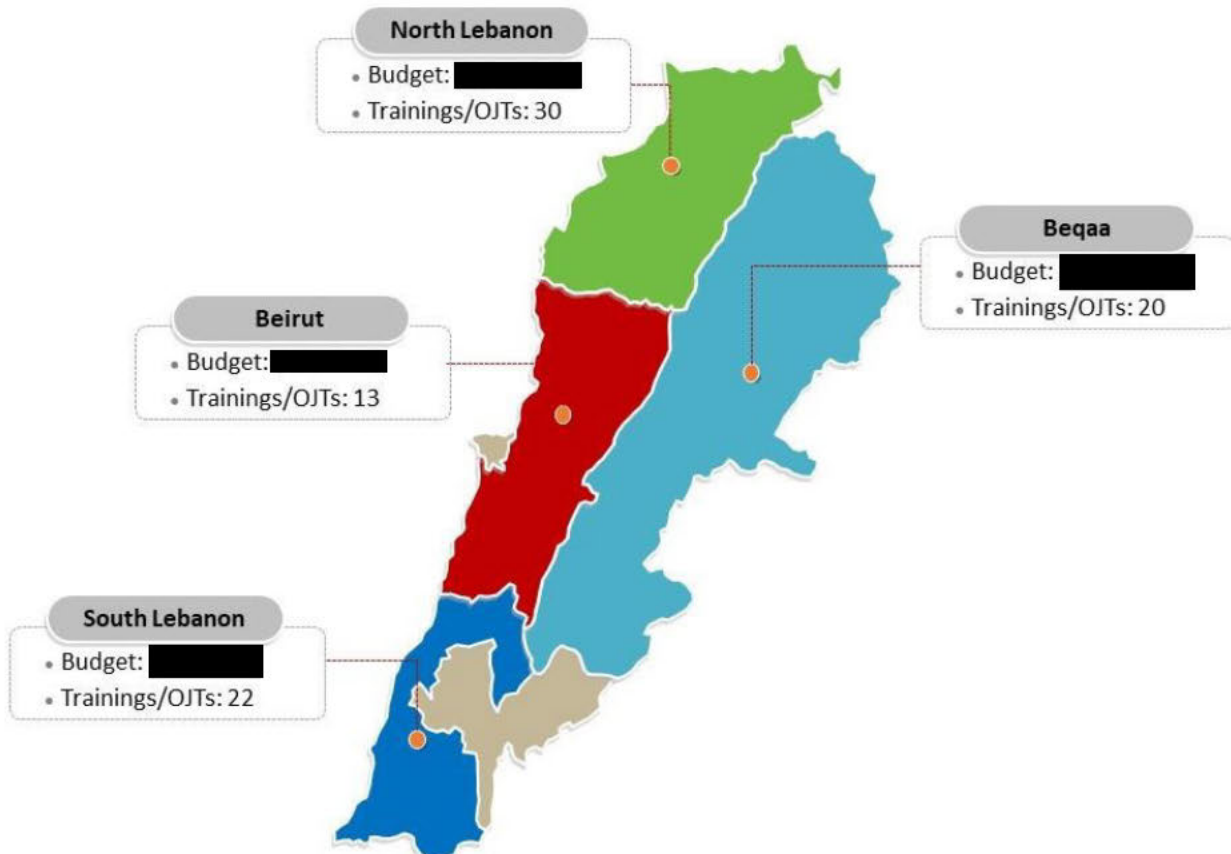 North Lebanon
• Budget:
• Trainings/OJTs: 30
Beqaa
• Budget:
• Trainings/OJTs: 20
Beirut
• Budget:
• Trainings/OJTs: 13
South Lebanon
• Budget:
• Trainings/OJTs: 22